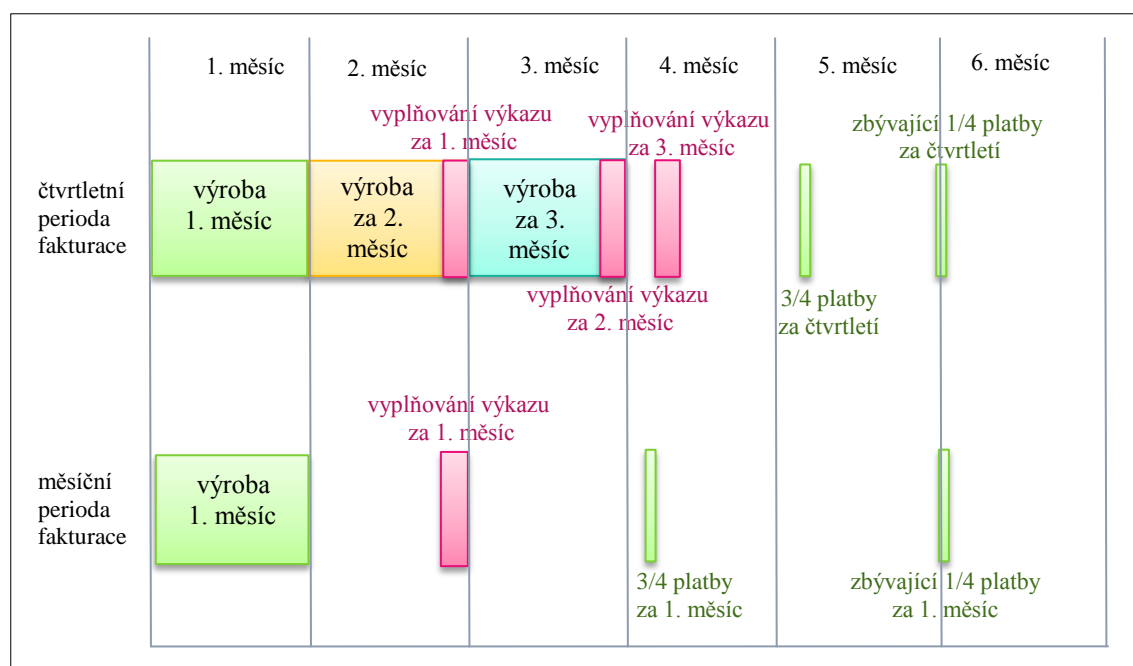 1. měsíc
2. měsíc
3. měsíc
4. měsíc
5. měsíc
6. měsíc
vyplňování výkazu
za 1. měsíc
vyplňování výkazu
za 3. měsíc
zbývající 1/4 platby
za čtvrtletí
čtvrtletní
perioda
fakturace
výroba
1. měsíc
výroba
za 2.
měsíc
výroba
za 3.
měsíc
vyplňování výkazu
za 2. měsíc
3/4 platby
za čtvrtletí
vyplňování výkazu
za 1. měsíc
měsíční
perioda
fakturace
výroba
1. měsíc
3/4 platby
za 1. měsíc
zbývající 1/4 platby
za 1. měsíc